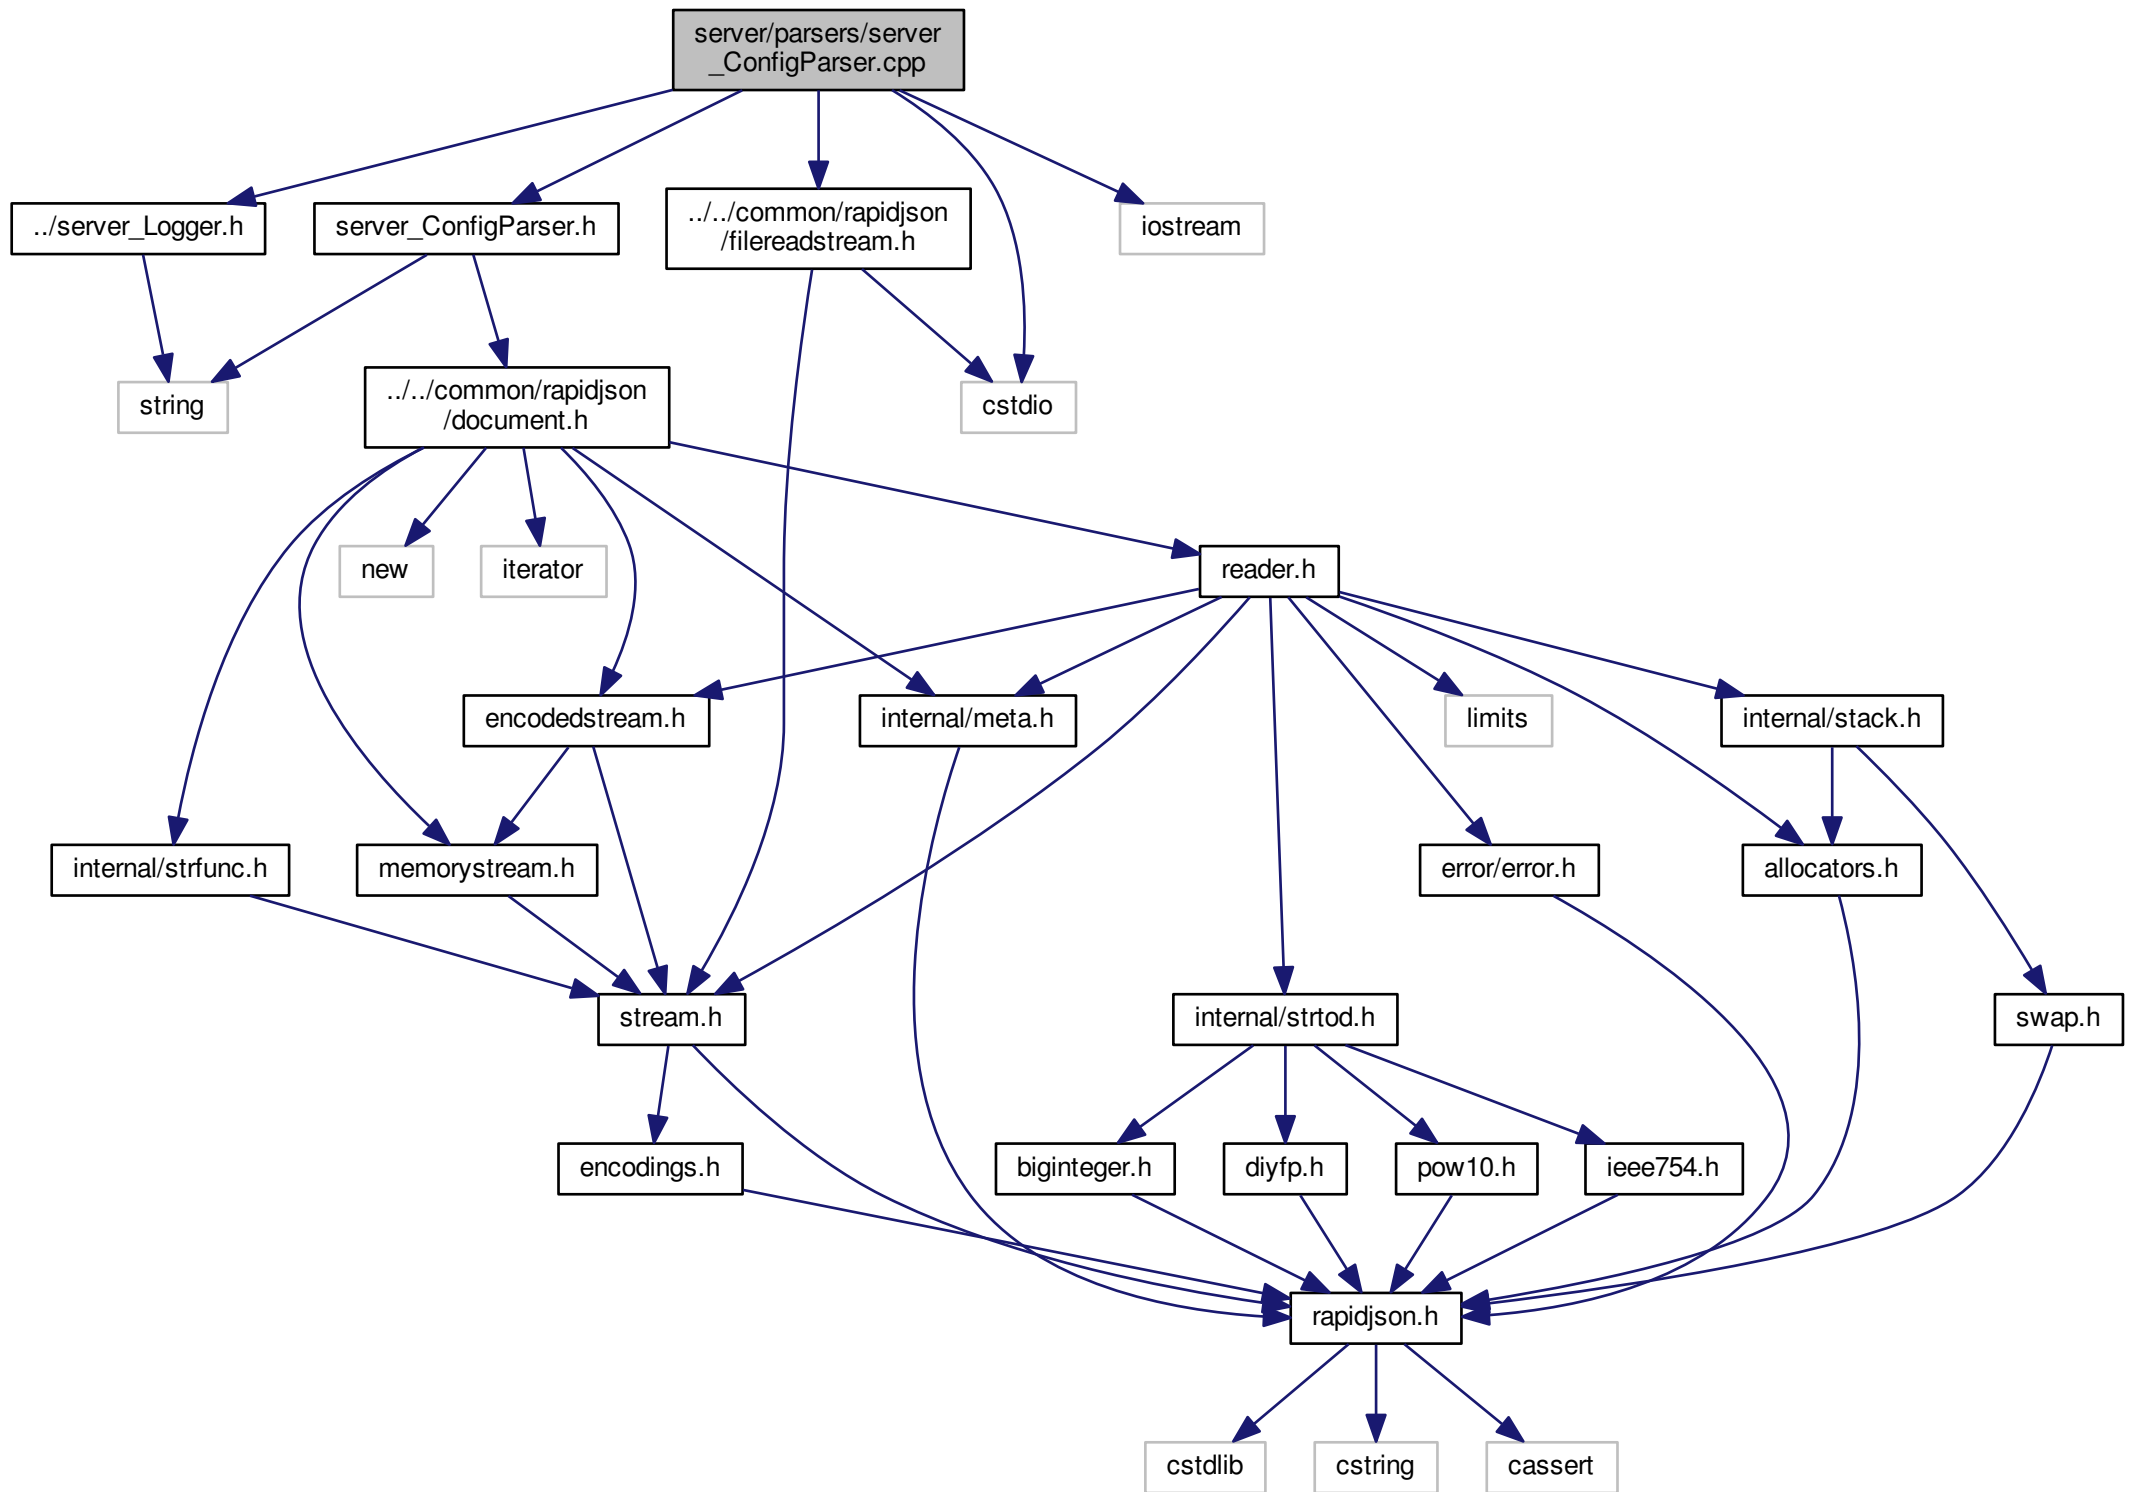 server/parsers/server
_ConfigParser.cpp
../server_Logger.h
server_ConfigParser.h
../../common/rapidjson
/filereadstream.h
iostream
string
../../common/rapidjson
/document.h
cstdio
new
iterator
reader.h
encodedstream.h
internal/meta.h
limits
internal/stack.h
internal/strfunc.h
memorystream.h
error/error.h
allocators.h
stream.h
internal/strtod.h
swap.h
encodings.h
biginteger.h
diyfp.h
pow10.h
ieee754.h
rapidjson.h
cstdlib
cstring
cassert